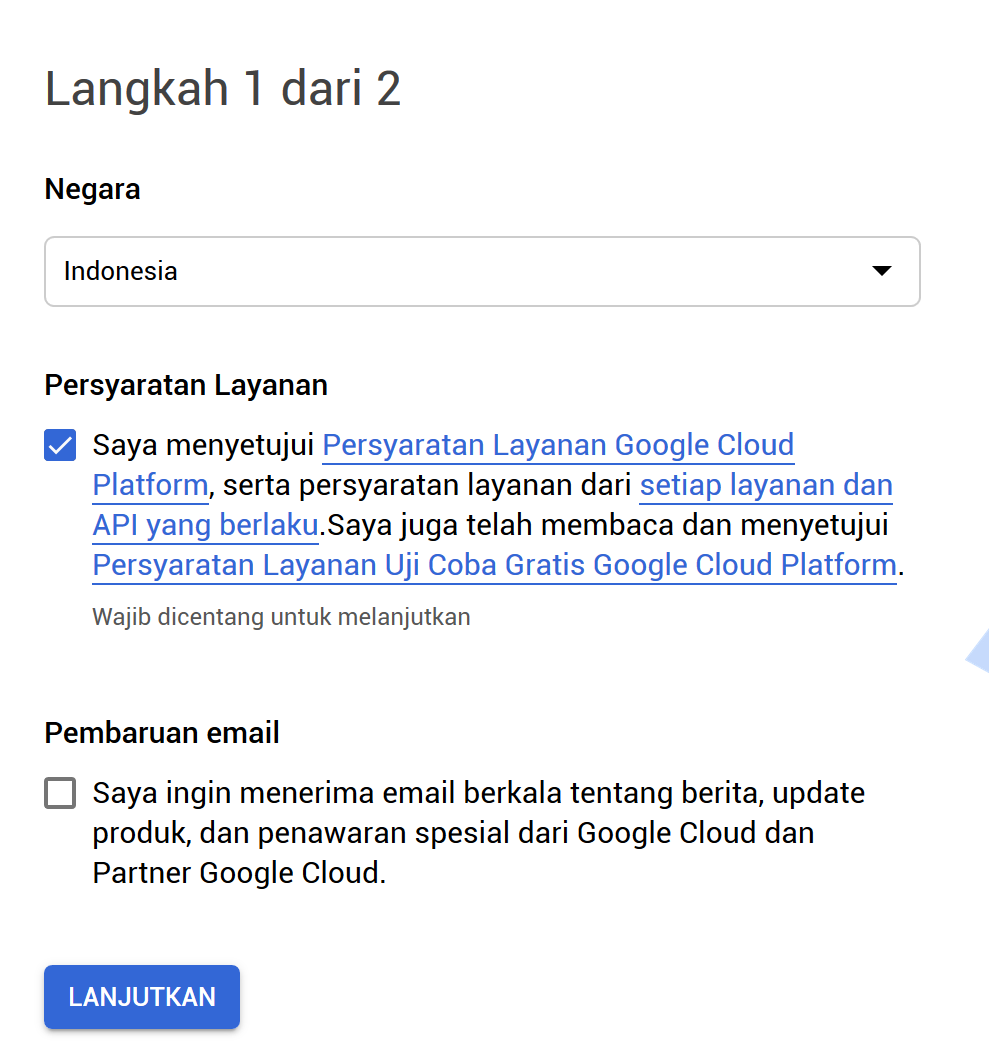 Langkah 1 dari 2
Negara
Indonesia
Persyaratan Layanan
Saya menyetujui Persyaratan Layanan Google Cloud
Platform, serta persyaratan layanan dari setiap layanan dan
API yang berlaku.Saya juga telah membaca dan menyetujui
Persyaratan Layanan Uji Coba Gratis Google Cloud Platform.
Wajib dicentang untuk melanjutkan
Pembaruan email
Saya ingin menerima email berkala tentang berita, update
produk, dan penawaran spesial dari Google Cloud dan
Partner Google Cloud.
LANJUTKAN